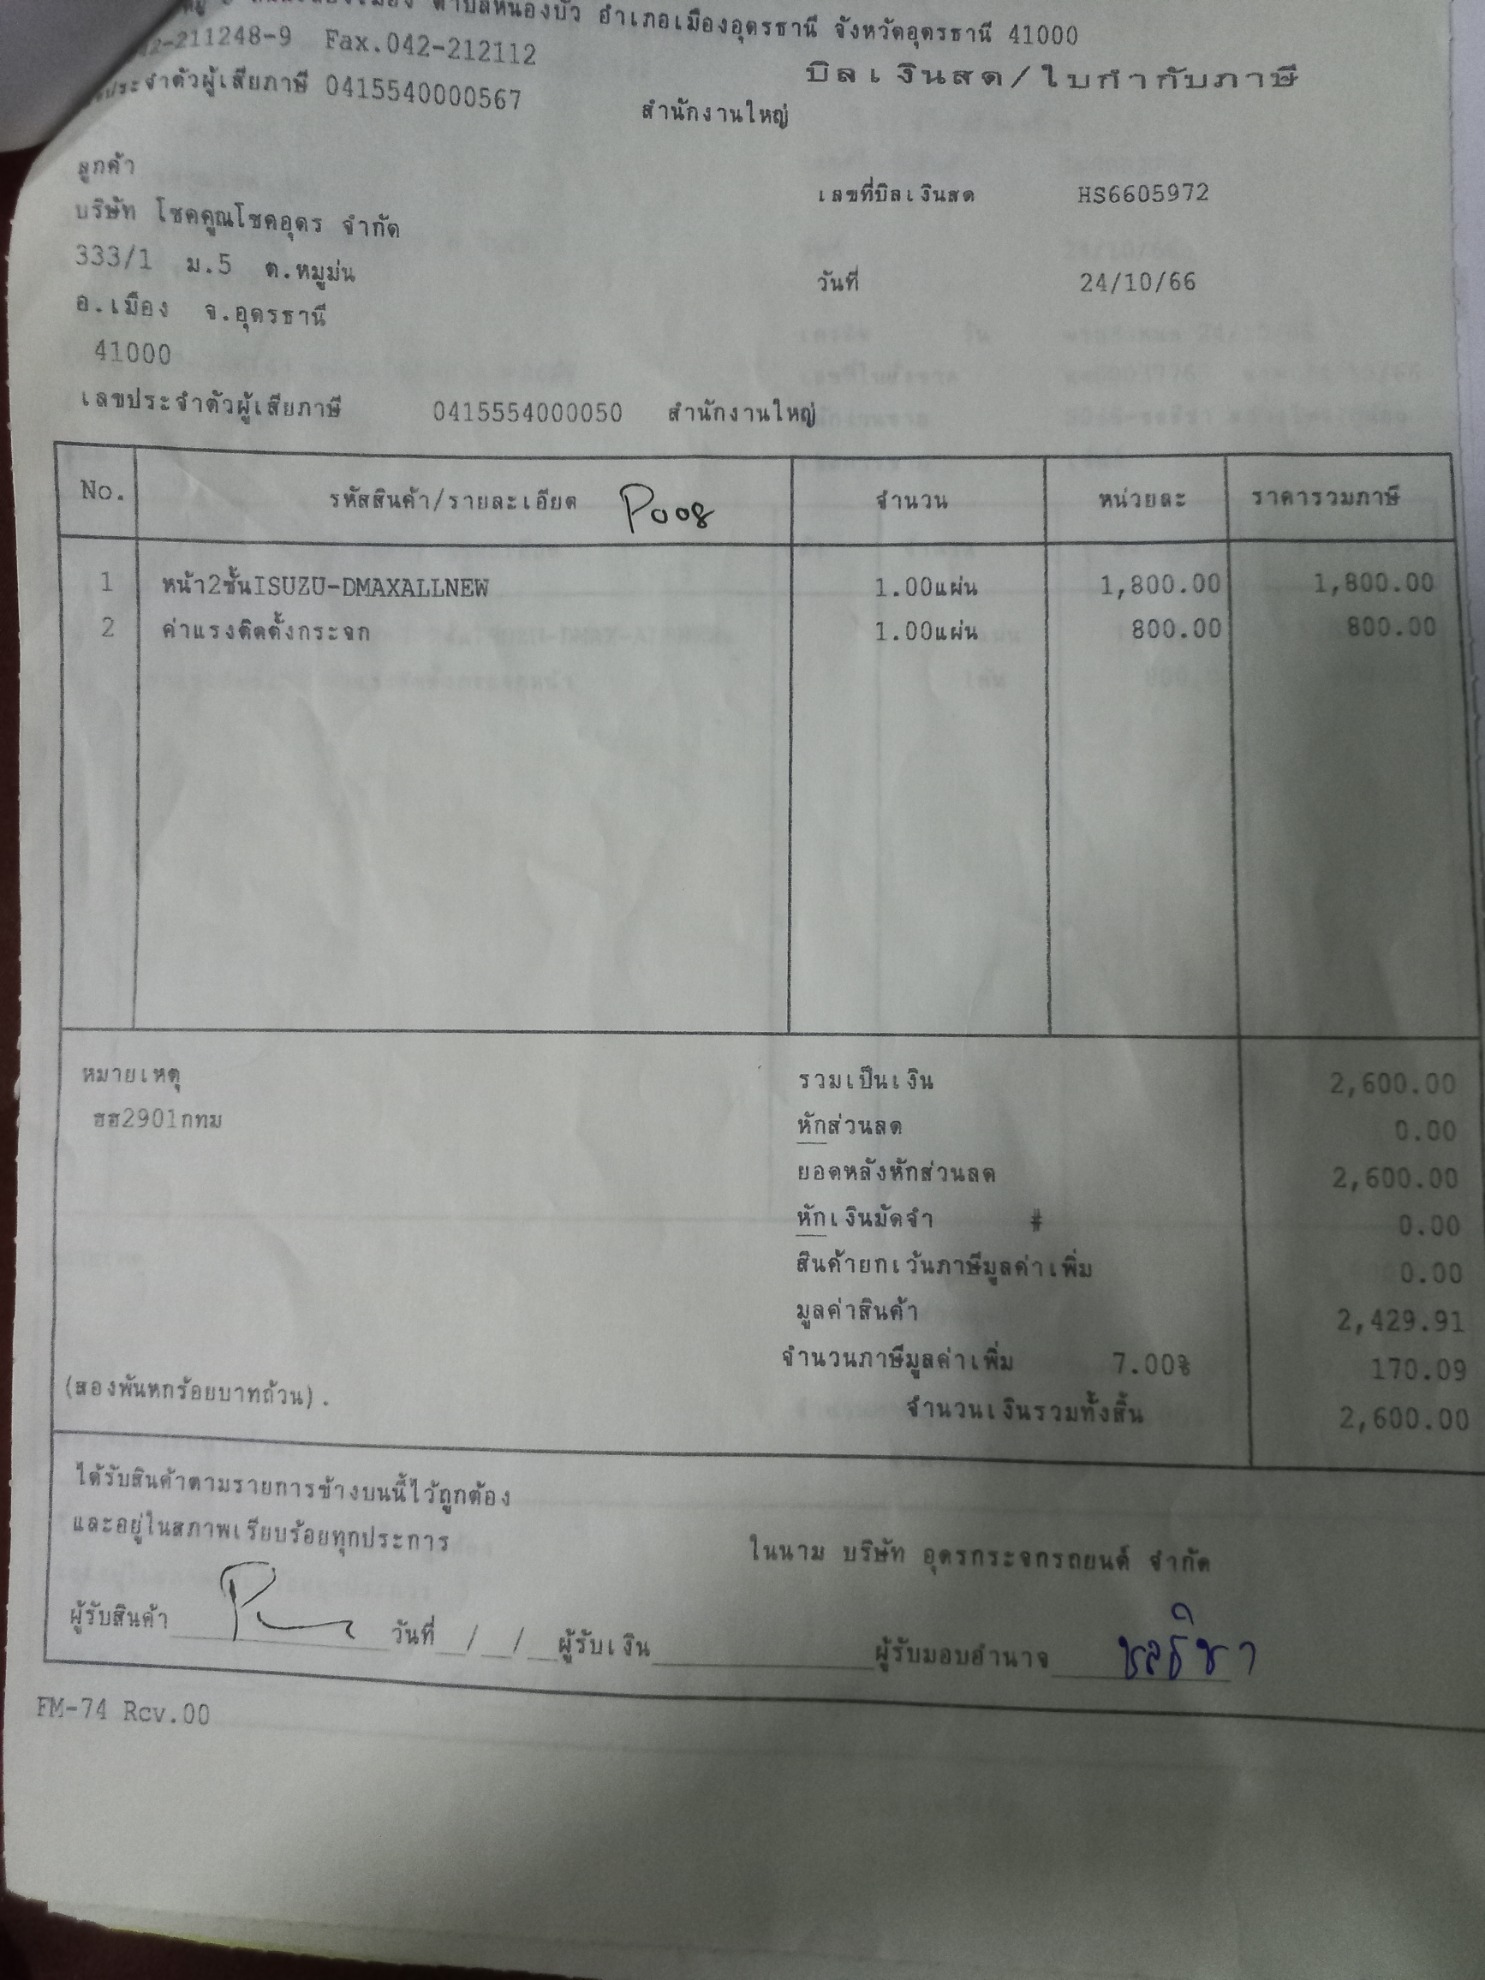 ตำบลหนองบัว อำเภอเมืองอุดรธานี จังหวัดอุดรธานี 41000
-211248-9 Fax.042-212112
ประจำตัวผู้เสียภาษี 0415540000567
สำนักงานใหญ่
บิลเงินสด/ใบกำกับภาษี
ลูกค้า
บริษัท โชคคูณโชคอุดร จำกัด
333/1 ม.5 ต.หมูม่น
อ.เมือง จ.อุดรธานี
41000
เลขประจำตัวผู้เสียภาษี 0415554000050 สำนักงานใหญ่
เลขที่บิลเงินสด HS6605972
วันที่ 24/10/66
No. รหัสสินค้า/รายละเอียด P008 จำนวน หน่วยละ ราคารวมภาษี
1 หน้า2ชั้นISUZU-DMAXALLNEW 1.00แผ่น 1,800.00 1,800.00
2 ค่าแรงติดตั้งกระจก 1.00แผ่น 800.00 800.00
หมายเหตุ
ฮฮ2901กทม
รวมเป็นเงิน 2,600.00
หักส่วนลด 0.00
ยอดหลังหักส่วนลด 2,600.00
หักเงินมัดจำ # 0.00
สินค้ายกเว้นภาษีมูลค่าเพิ่ม 0.00
มูลค่าสินค้า 2,429.91
จำนวนภาษีมูลค่าเพิ่ม 7.00% 170.09
(สองพันหกร้อยบาทถ้วน). จำนวนเงินรวมทั้งสิ้น 2,600.00
ได้รับสินค้าตามรายการข้างบนนี้ไว้ถูกต้อง
และอยู่ในสภาพเรียบร้อยทุกประการ
ในนาม บริษัท อุดรกระจกรถยนต์ จำกัด
ผู้รับสินค้า วันที่ / / ผู้รับเงิน ผู้รับมอบอำนาจ ชลธิชา
FM-74 Rev.00